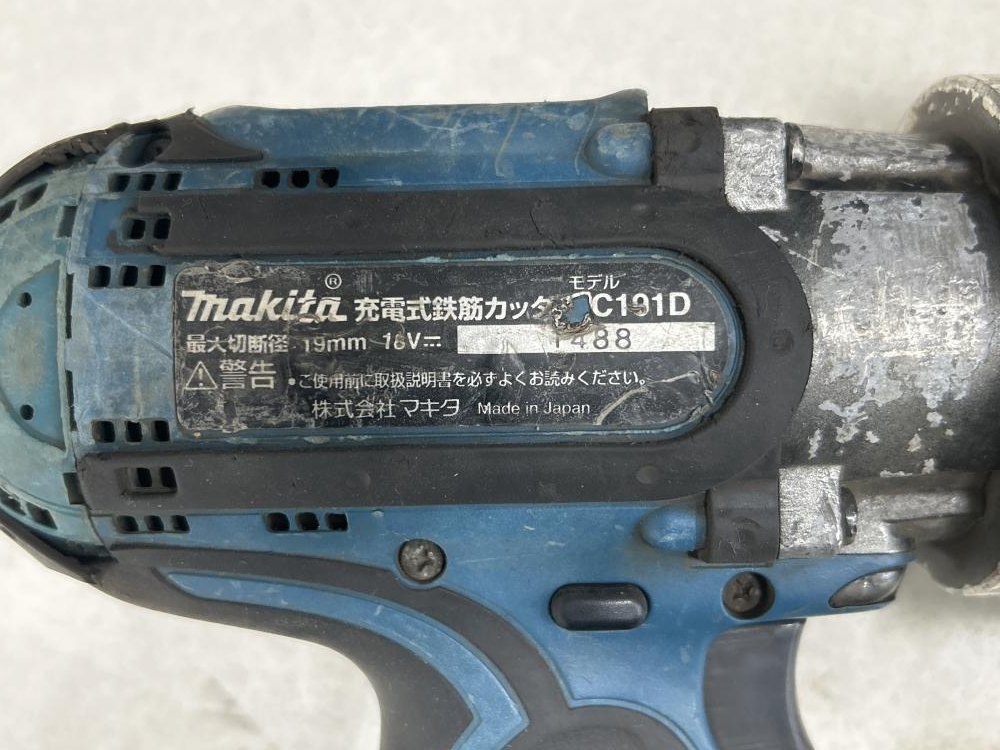 makita® 充電式鉄筋カッタ モデル C191D
最大切断径 19mm 18V⎓ 1488
⚠警告 •ご使用前に取扱説明書を必ずよくお読みください。
株式会社マキタ Made in Japan